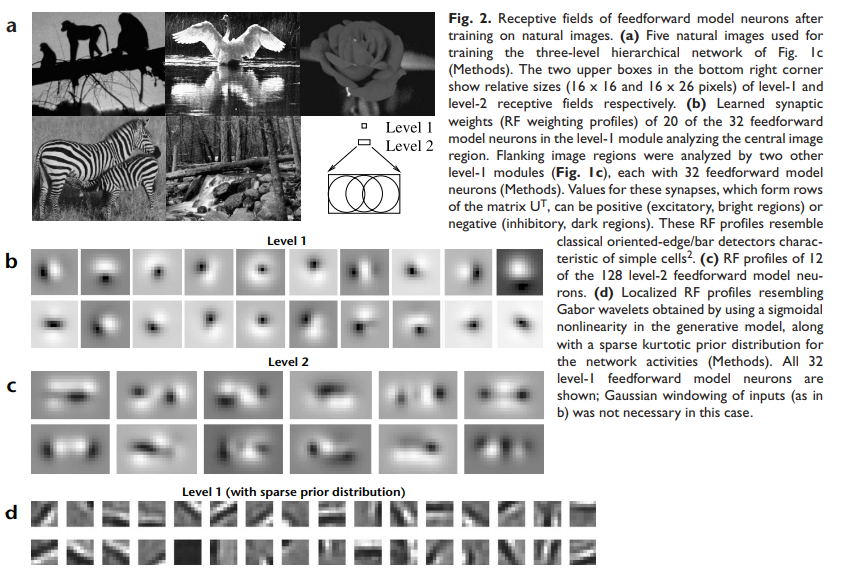 a
Fig. 2. Receptive fields of feedforward model neurons after
training on natural images. (a) Five natural images used for
training the three-level hierarchical network of Fig. 1c
(Methods). The two upper boxes in the bottom right corner
show relative sizes (16 x 16 and 16 x 26 pixels) of level-1 and
level-2 receptive fields respectively. (b) Learned synaptic
weights (RF weighting profiles) of 20 of the 32 feedforward
model neurons in the level-1 module analyzing the central image
region. Flanking image regions were analyzed by two other
level-1 modules (Fig. 1c), each with 32 feedforward model
neurons (Methods). Values for these synapses, which form rows
of the matrix Uᵀ, can be positive (excitatory, bright regions) or
negative (inhibitory, dark regions). These RF profiles resemble
classical oriented-edge/bar detectors charac-
teristic of simple cells². (c) RF profiles of 12
of the 128 level-2 feedforward model neu-
rons. (d) Localized RF profiles resembling
Gabor wavelets obtained by using a sigmoidal
nonlinearity in the generative model, along
with a sparse kurtotic prior distribution for
the network activities (Methods). All 32
level-1 feedforward model neurons are
shown; Gaussian windowing of inputs (as in
b) was not necessary in this case.
Level 1
Level 2
Level 1
b
Level 2
c
Level 1 (with sparse prior distribution)
d